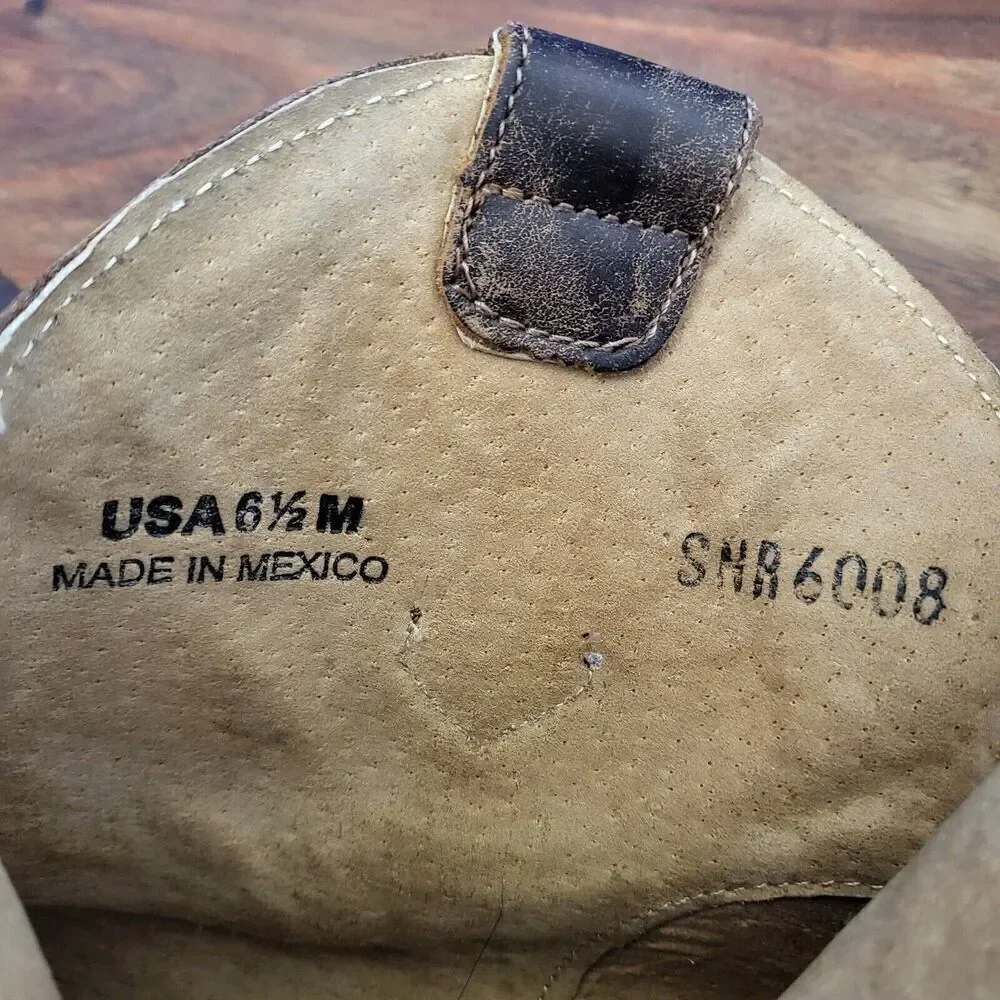 USA 6½ M
MADE IN MEXICO
SHR6008